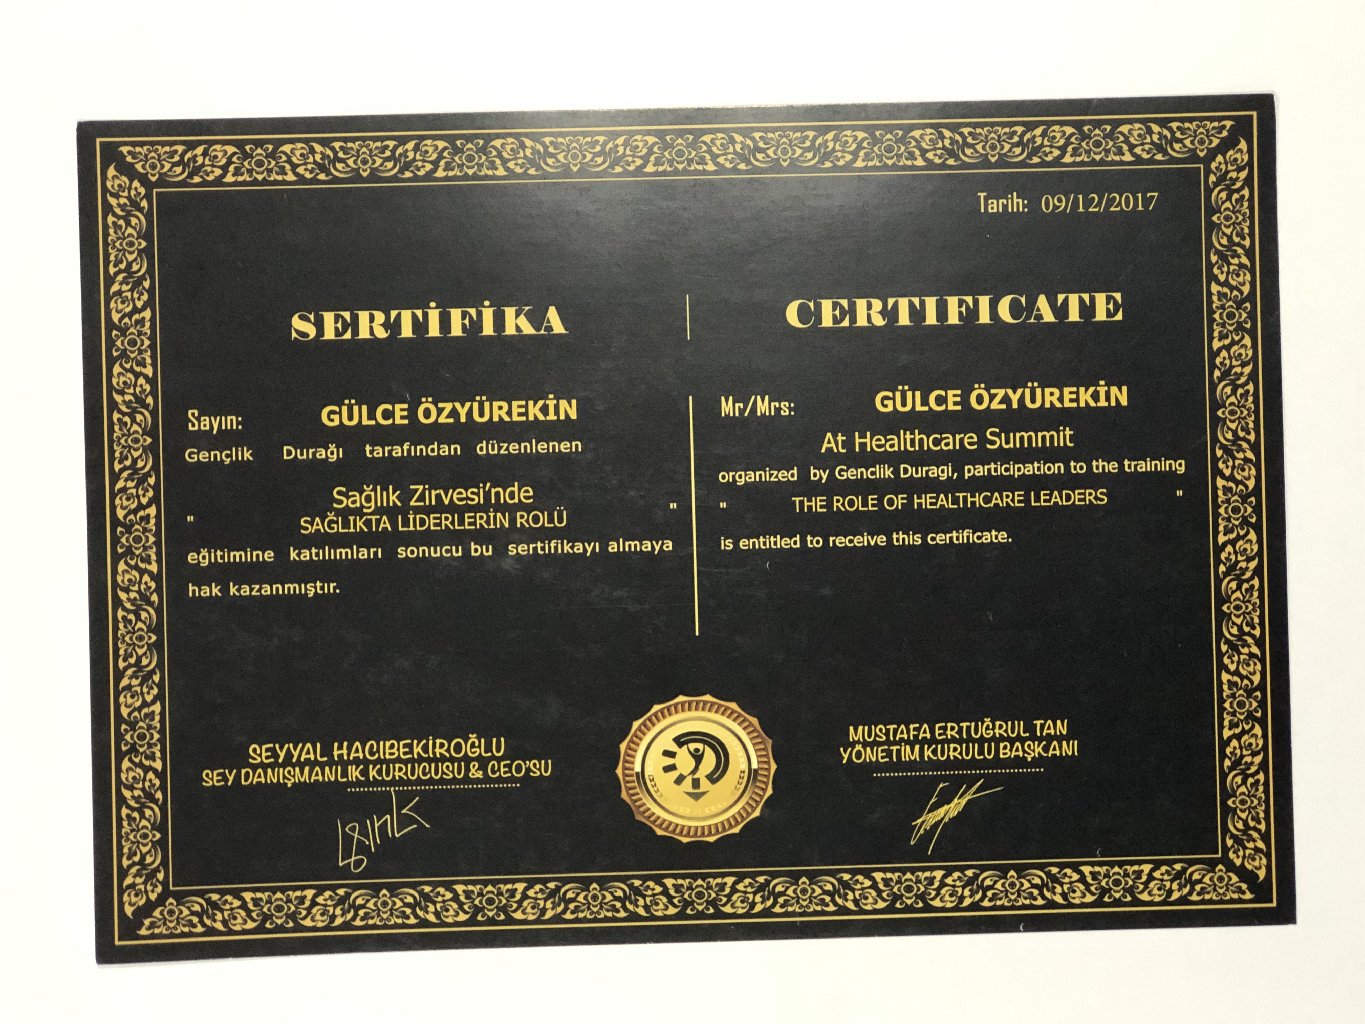 Tarih: 09/12/2017
SERTİFİKA
Sayın: GÜLCE ÖZYÜREKİN
Gençlik Durağı tarafından düzenlenen
Sağlık Zirvesi'nde
" SAĞLIKTA LİDERLERİN ROLÜ "
eğitimine katılımları sonucu bu sertifikayı almaya
hak kazanmıştır.
SEYYAL HACIBEKİROĞLU
SEY DANIŞMANLIK KURUCUSU & CEO'SU
CERTIFICATE
Mr/Mrs: GÜLCE ÖZYÜREKİN
At Healthcare Summit
organized by Genclik Duragi, participation to the training
" THE ROLE OF HEALTHCARE LEADERS "
is entitled to receive this certificate.
MUSTAFA ERTUĞRUL TAN
YÖNETİM KURULU BAŞKANI